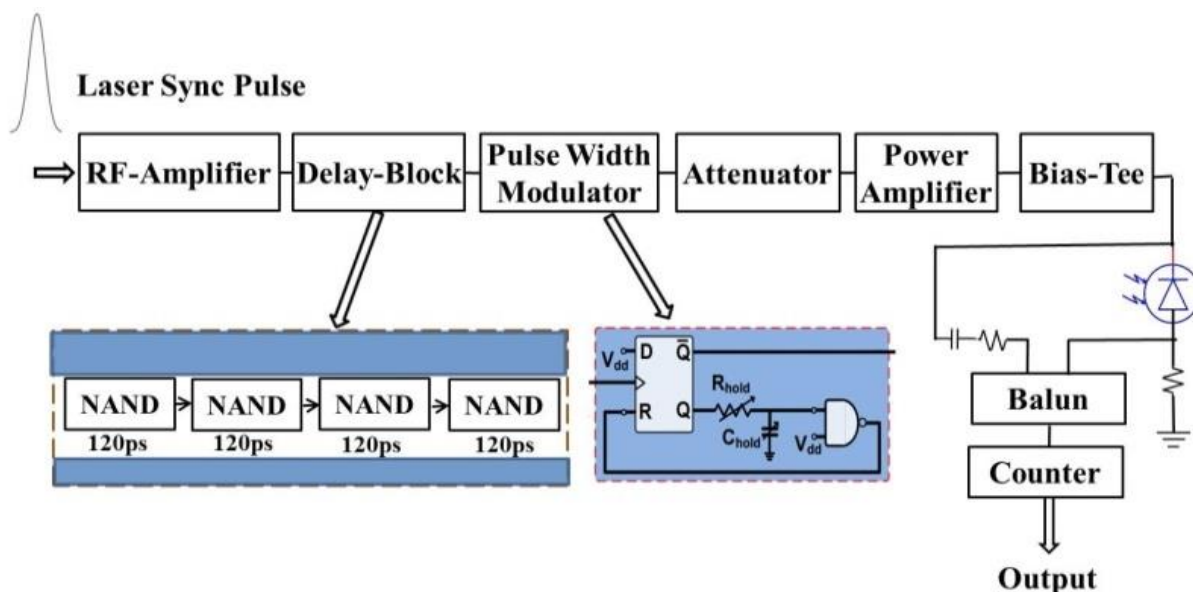 Laser Sync Pulse
RF-Amplifier
Delay-Block
Pulse Width
Modulator
Attenuator
Power
Amplifier
Bias-Tee
NAND
NAND
NAND
NAND
120ps
120ps
120ps
120ps
Vdd
D
Q̅
R
Q
Rhold
Chold
Vdd
Balun
Counter
Output